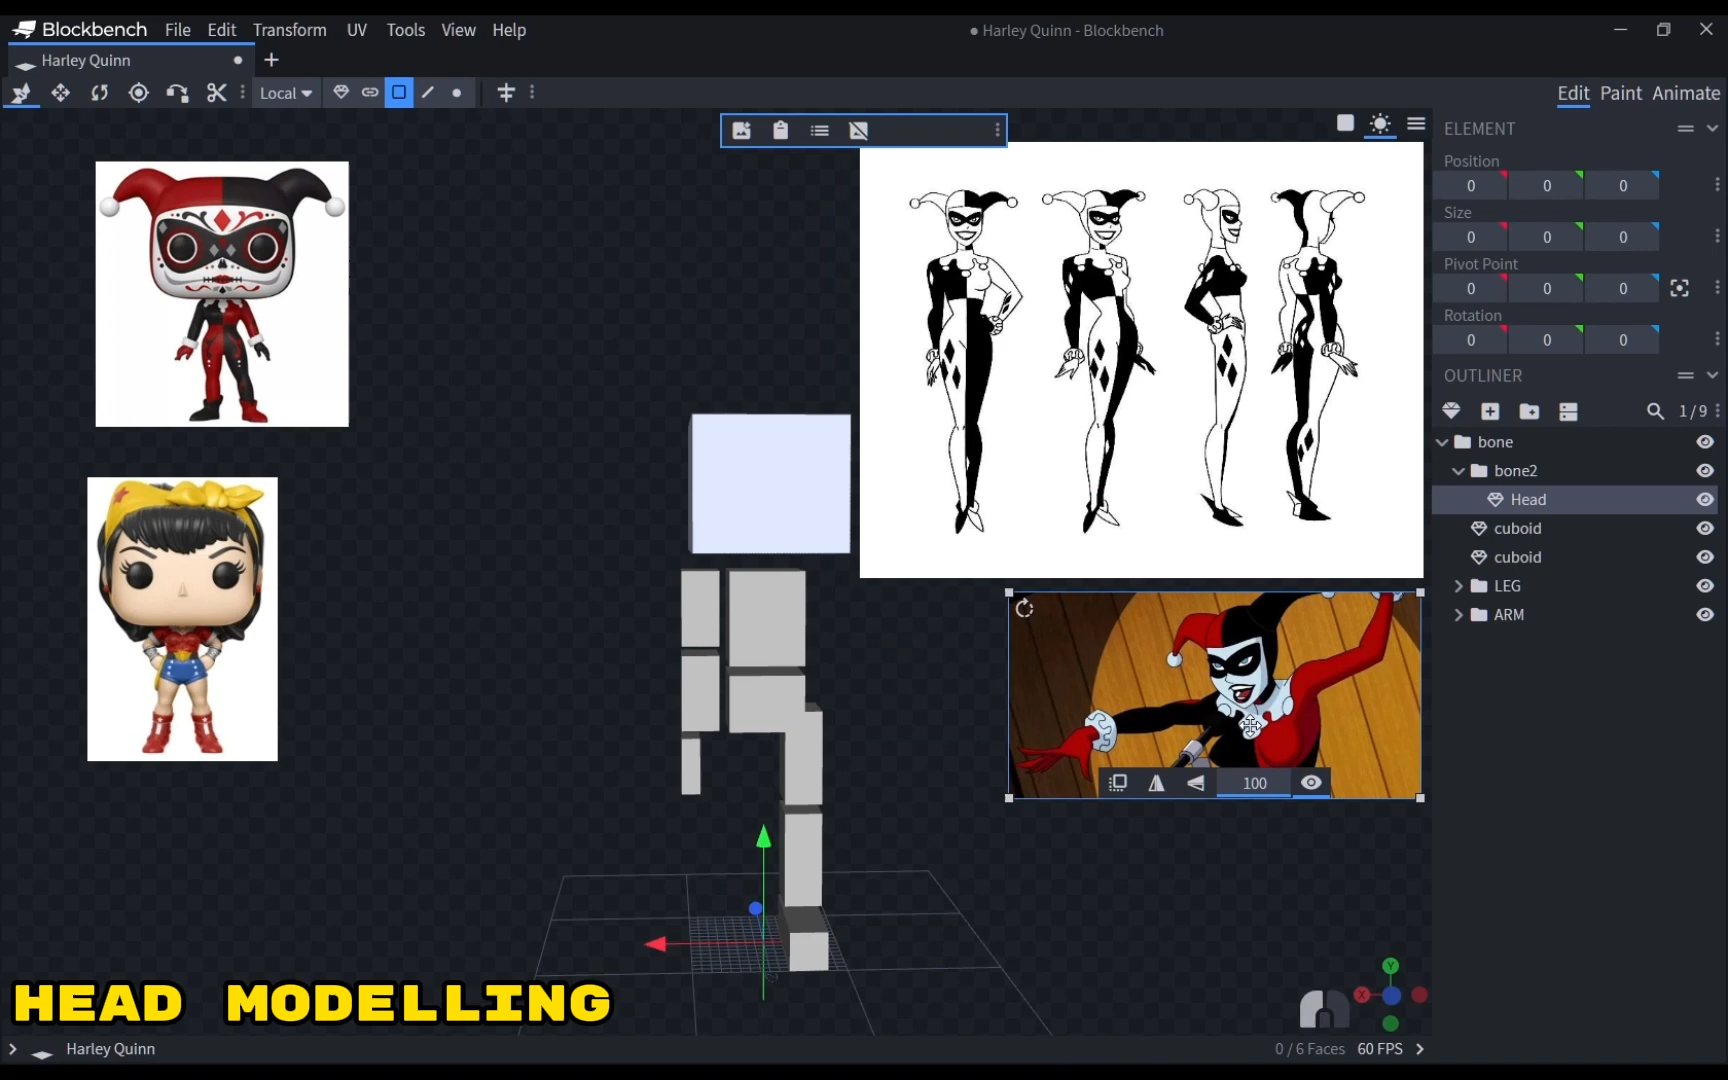 Blockbench File Edit Transform UV Tools View Help
Harley Quinn - Blockbench
Harley Quinn
Local
Edit Paint Animate
ELEMENT
Position
0 0 0
Size
0 0 0
Pivot Point
0 0 0
Rotation
0 0 0
OUTLINER
1/9
bone
bone2
Head
cuboid
cuboid
LEG
ARM
100
Y
X
HEAD MODELLING
Harley Quinn
0 / 6 Faces 60 FPS